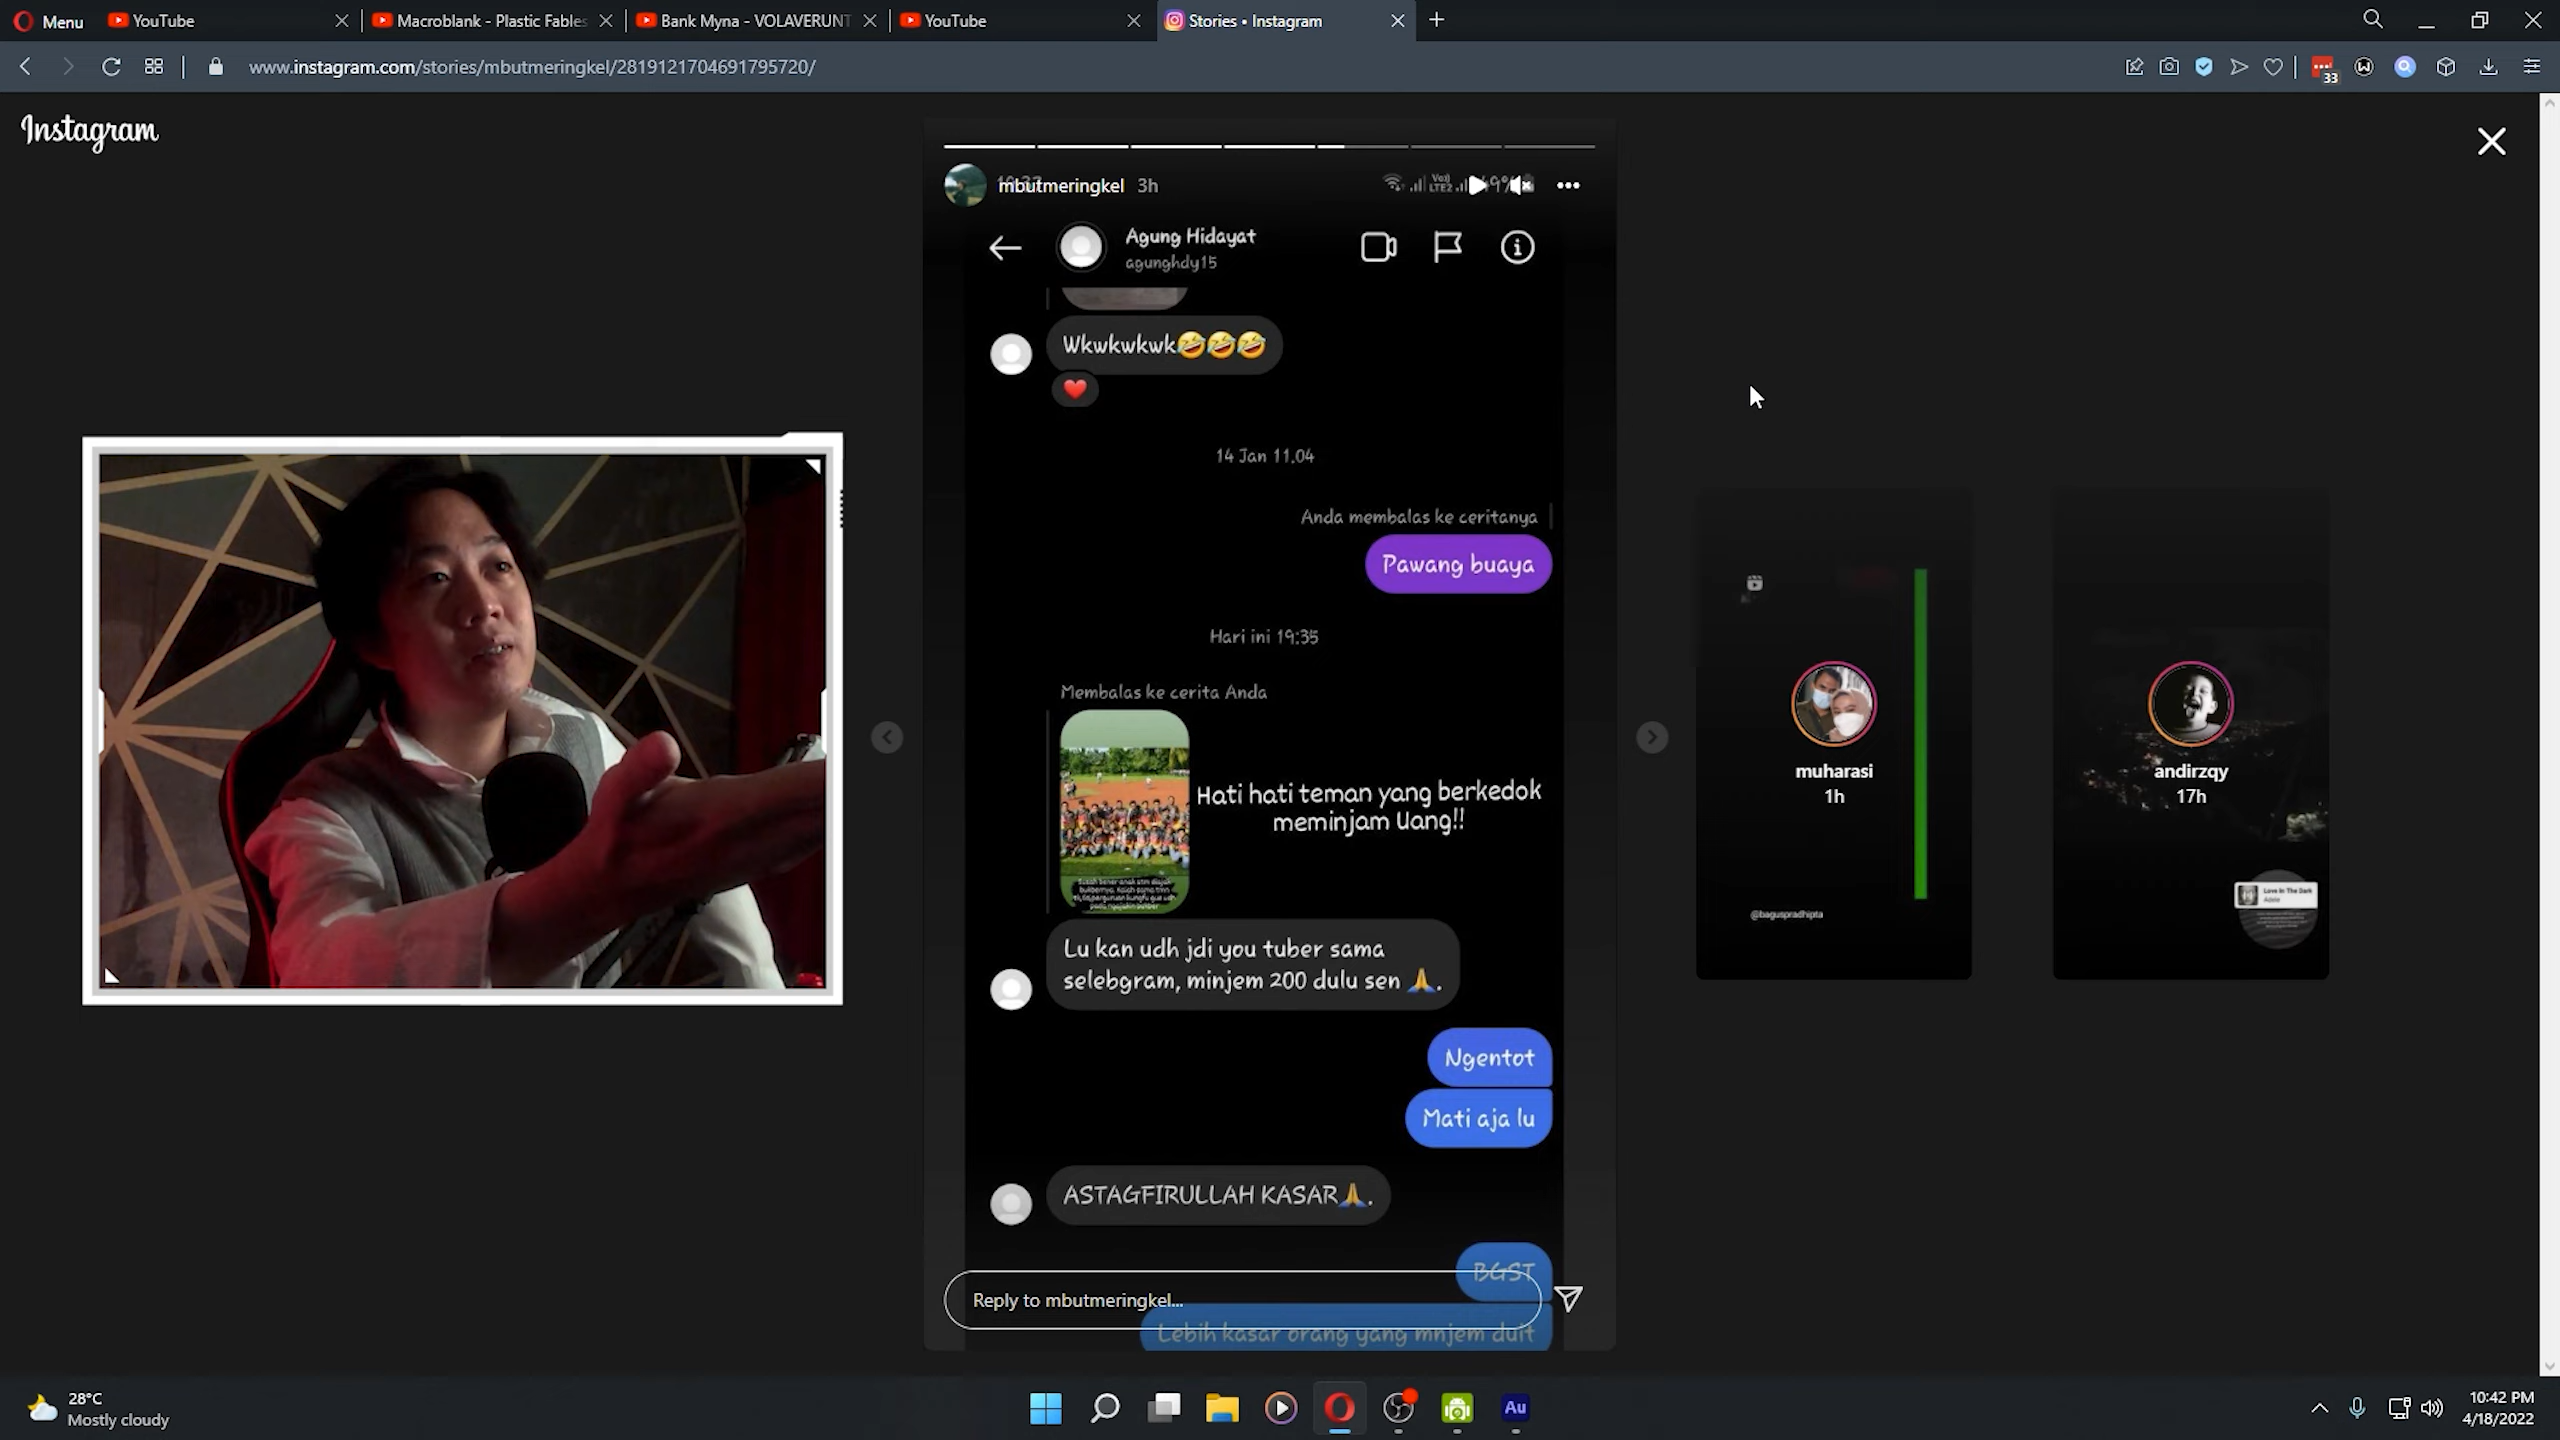 Menu
YouTube
Macroblank - Plastic Fables
Bank Myna - VOLAVERUNT
YouTube
Stories • Instagram
www.instagram.com/stories/mbutmeringkel/2819121704691795720/
33
Instagram
mbutmeringkel 3h
Agung Hidayat
agunghdy15
Wkwkwkwk🤣🤣🤣
❤️
14 Jan 11.04
Anda membalas ke ceritanya
Pawang buaya
Hari ini 19:35
Membalas ke cerita Anda
Hati hati teman yang berkedok
meminjam Uang!!
Lu kan udh jdi you tuber sama
selebgram, minjem 200 dulu sen 🙏.
Ngentot
Mati aja lu
ASTAGFIRULLAH KASAR🙏.
BGST
Reply to mbutmeringkel...
Lebih kasar orang yang mnjem duit
muharasi
1h
@baguspradhipta
andirzqy
17h
Love In The Dark
Adele
28°C
Mostly cloudy
Au
10:42 PM
4/18/2022